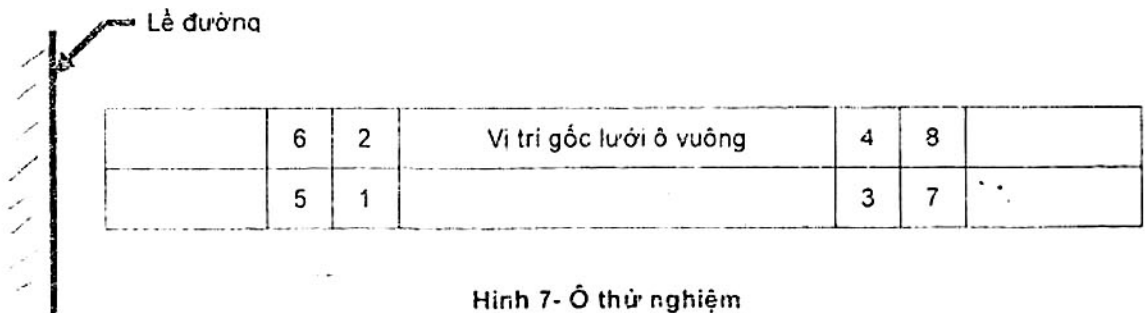 Lề đường
6 2 Vị trí gốc lưới ô vuông 4 8
5 1 3 7
Hình 7- Ô thử nghiệm